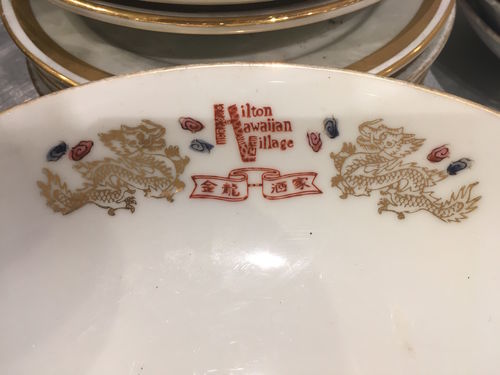 Hilton
Hawaiian
Village
金龍酒家